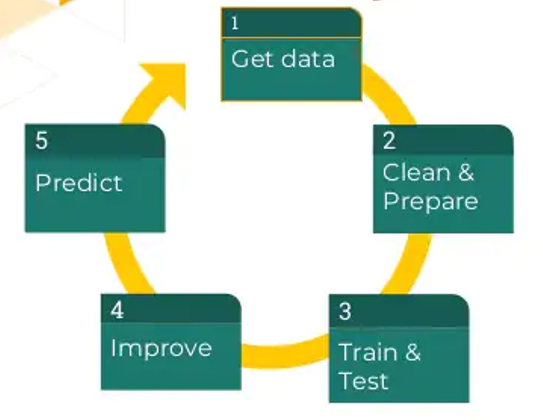 1
Get data
2
Clean &
Prepare
3
Train &
Test
4
Improve
5
Predict